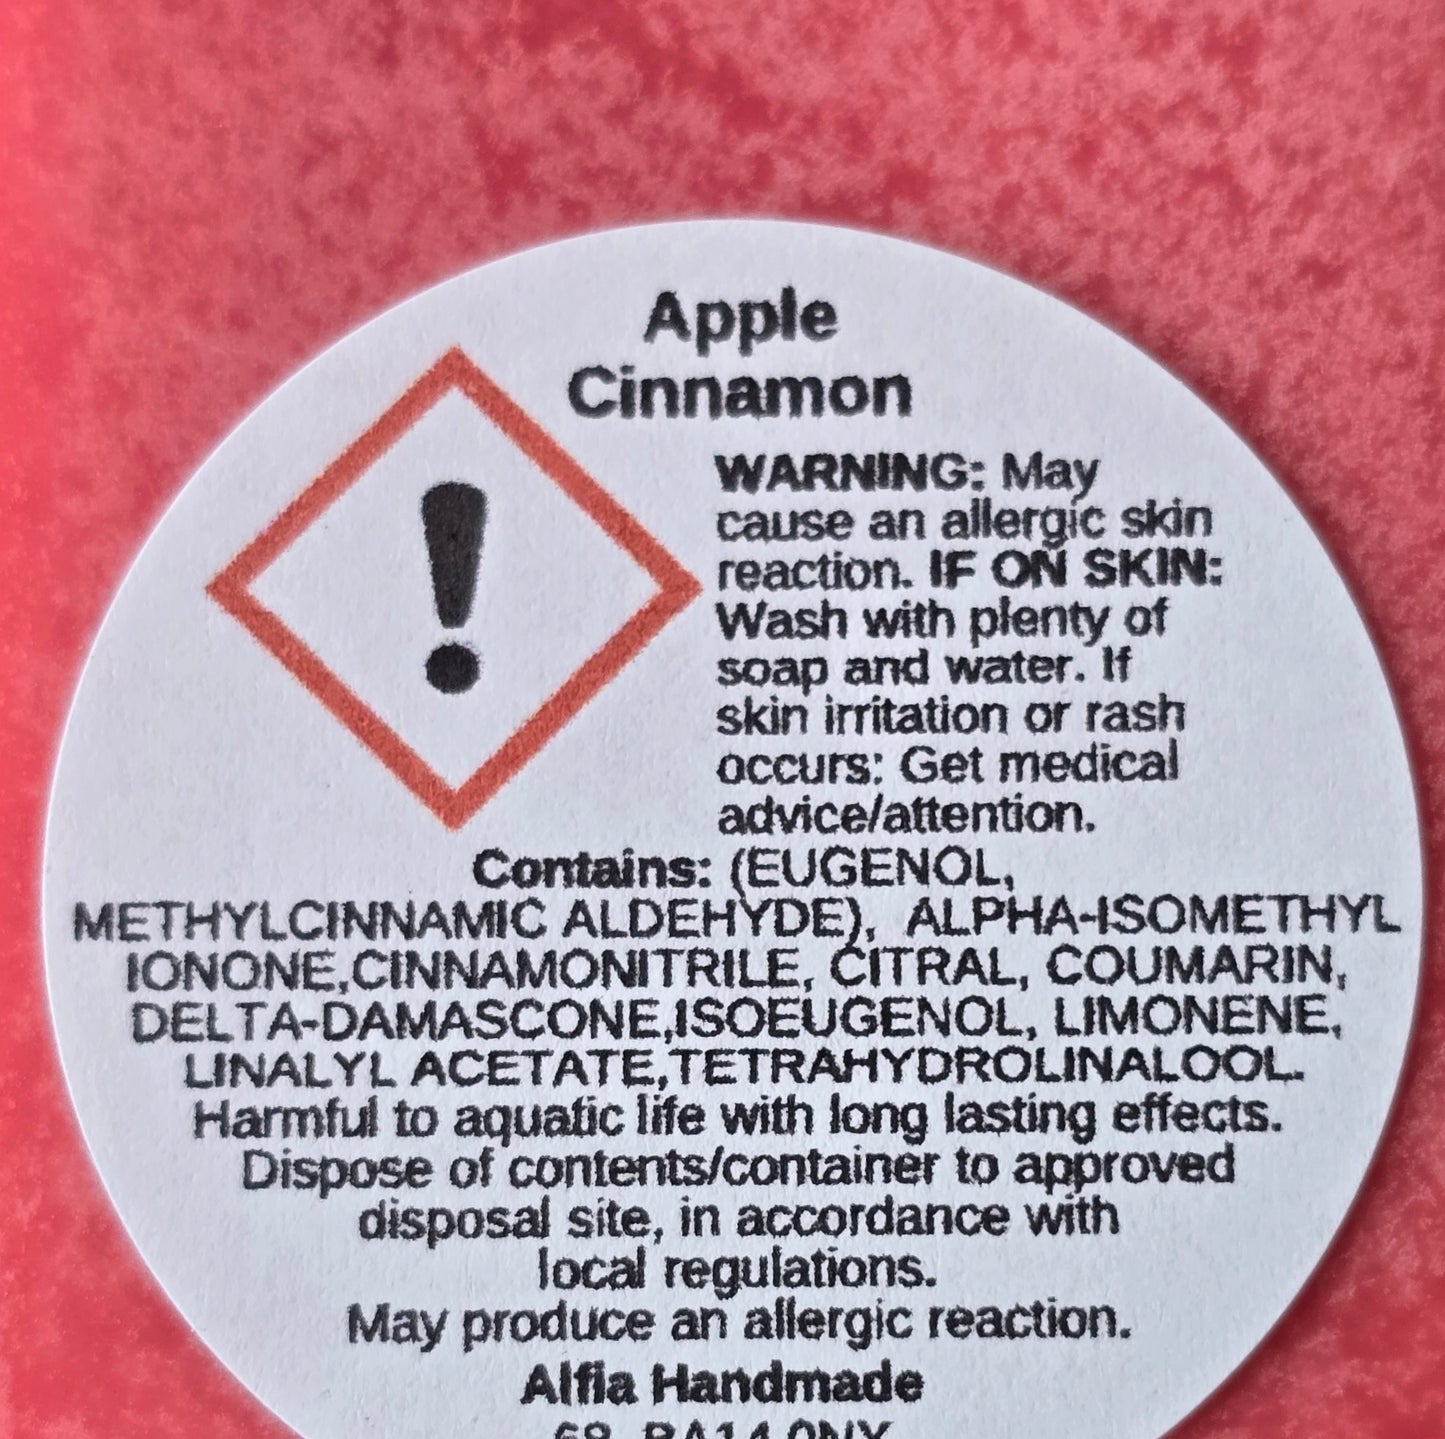 Apple
Cinnamon
WARNING: May
cause an allergic skin
reaction. IF ON SKIN:
Wash with plenty of
soap and water. If
skin irritation or rash
occurs: Get medical
advice/attention.
Contains: (EUGENOL,
METHYLCINNAMIC ALDEHYDE), ALPHA-ISOMETHYL
IONONE,CINNAMONITRILE, CITRAL, COUMARIN,
DELTA-DAMASCONE,ISOEUGENOL, LIMONENE,
LINALYL ACETATE,TETRAHYDROLINALOOL.
Harmful to aquatic life with long lasting effects.
Dispose of contents/container to approved
disposal site, in accordance with
local regulations.
May produce an allergic reaction.
Alfia Handmade